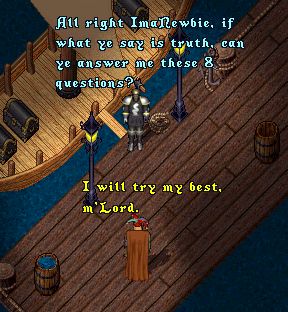 All right ImaNewbie, if
what ye say is truth, can
ye answer me these 8
questions?
I will try my best,
m'Lord.